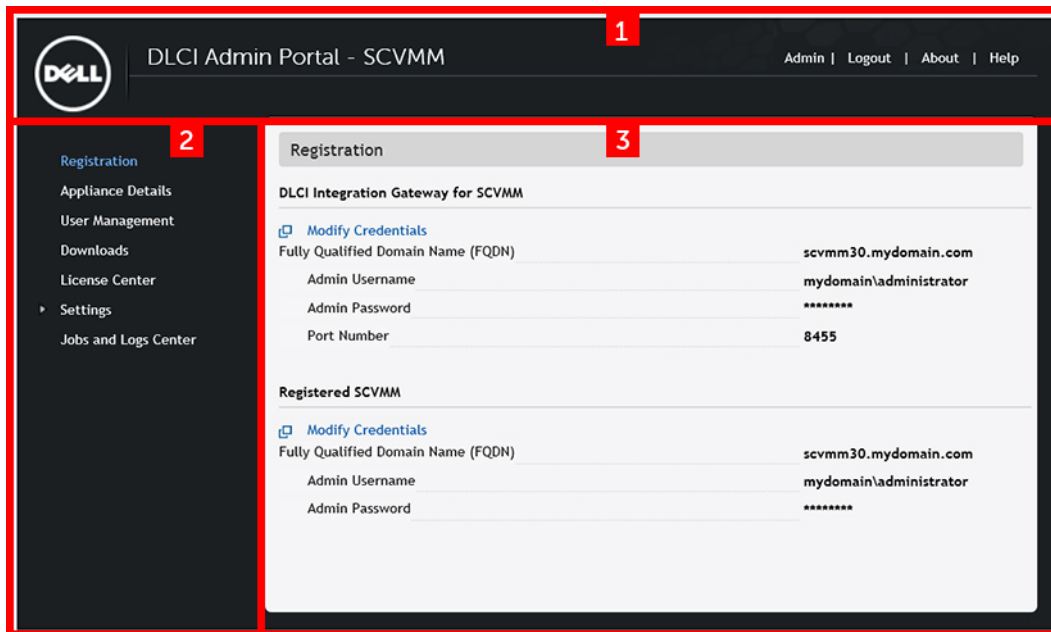 1
DELL
DLCI Admin Portal - SCVMM
Admin | Logout | About | Help
2
Registration
Appliance Details
User Management
Downloads
License Center
Settings
Jobs and Logs Center
3
Registration
DLCI Integration Gateway for SCVMM
Modify Credentials
Fully Qualified Domain Name (FQDN) scvmm30.mydomain.com
Admin Username mydomain\administrator
Admin Password ********
Port Number 8455
Registered SCVMM
Modify Credentials
Fully Qualified Domain Name (FQDN) scvmm30.mydomain.com
Admin Username mydomain\administrator
Admin Password ********